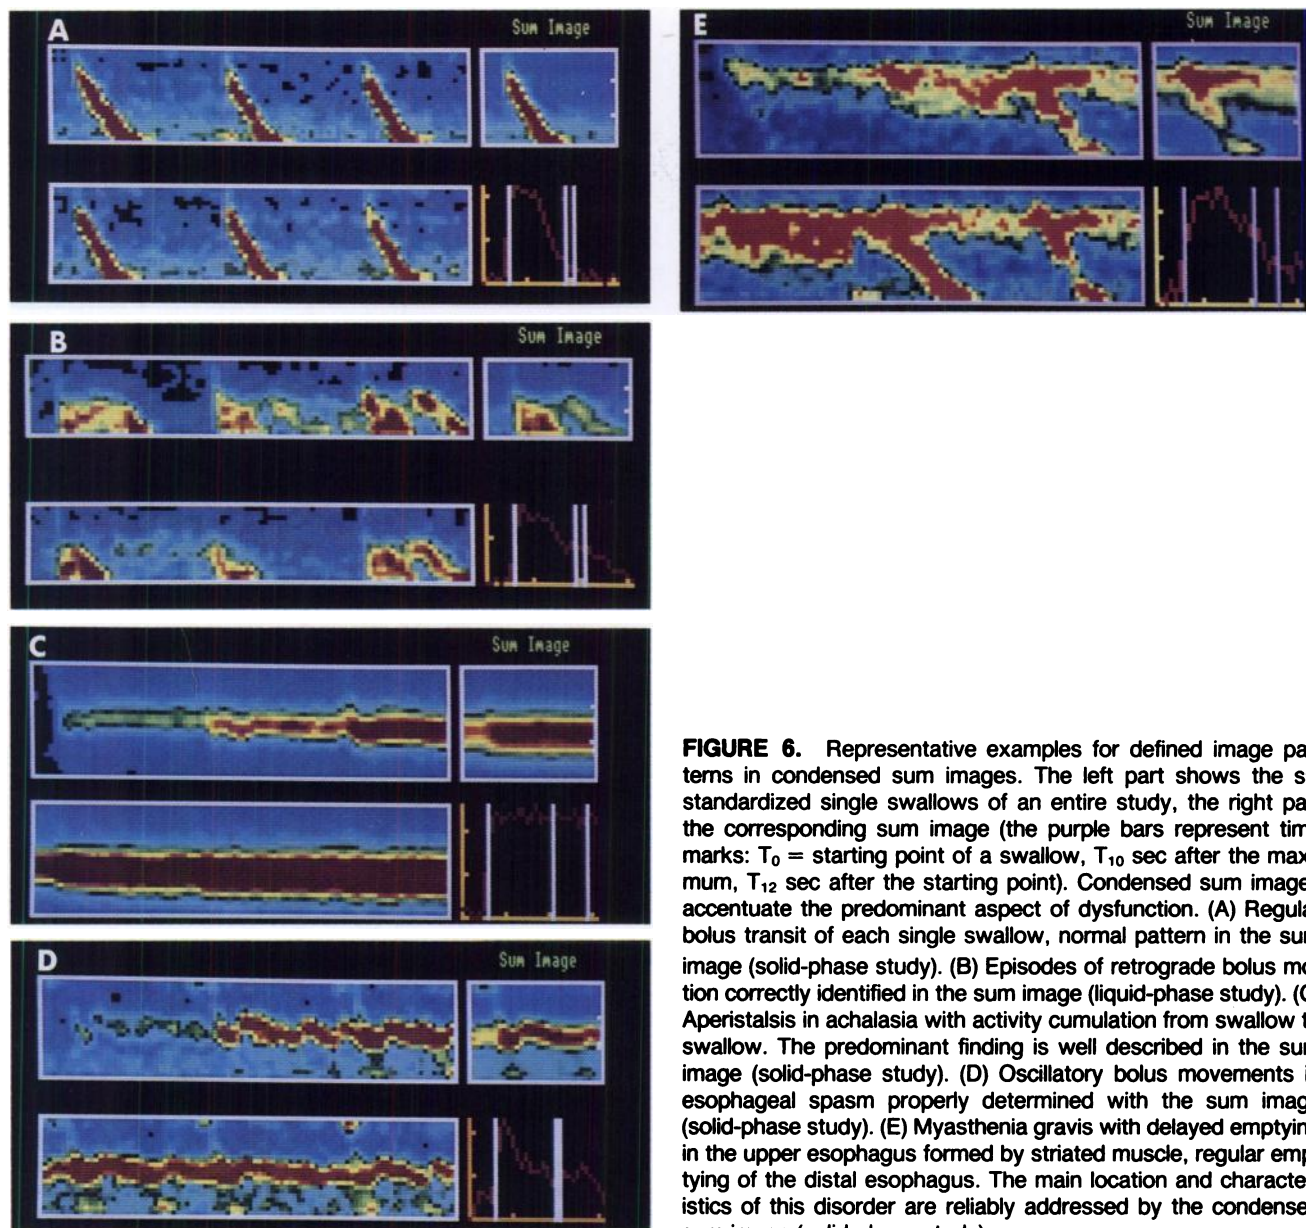 A
Sum Image
E
Sum Image
B
Sum Image
C
Sum Image
D
Sum Image
FIGURE 6. Representative examples for defined image pat
terns in condensed sum images. The left part shows the si
standardized single swallows of an entire study, the right pa
the corresponding sum image (the purple bars represent tim
marks: T₀ = starting point of a swallow, T₁₀ sec after the max
mum, T₁₂ sec after the starting point). Condensed sum image
accentuate the predominant aspect of dysfunction. (A) Regula
bolus transit of each single swallow, normal pattern in the sum
image (solid-phase study). (B) Episodes of retrograde bolus mo
tion correctly identified in the sum image (liquid-phase study). (C
Aperistalsis in achalasia with activity cumulation from swallow t
swallow. The predominant finding is well described in the sum
image (solid-phase study). (D) Oscillatory bolus movements i
esophageal spasm properly determined with the sum imag
(solid-phase study). (E) Myasthenia gravis with delayed emptyin
in the upper esophagus formed by striated muscle, regular emp
tying of the distal esophagus. The main location and character
istics of this disorder are reliably addressed by the condense